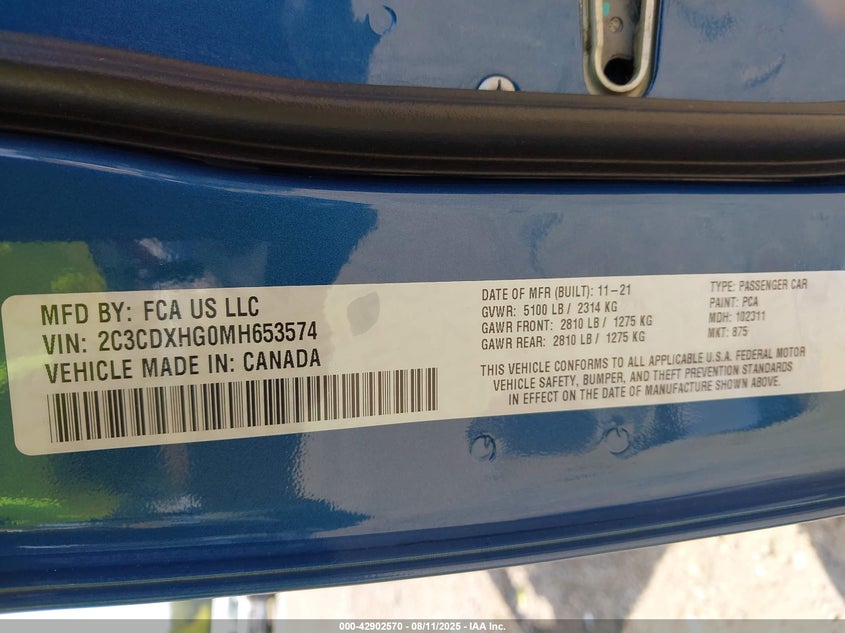 MFD BY: FCA US LLC
VIN: 2C3CDXHG0MH653574
VEHICLE MADE IN: CANADA
DATE OF MFR (BUILT): 11-21
GVWR: 5100 LB / 2314 KG
GAWR FRONT: 2810 LB / 1275 KG
GAWR REAR: 2810 LB / 1275 KG
TYPE: PASSENGER CAR
PAINT: PCA
MDH: 102311
MKT: 875
THIS VEHICLE CONFORMS TO ALL APPLICABLE U.S.A. FEDERAL MOTOR
VEHICLE SAFETY, BUMPER, AND THEFT PREVENTION STANDARDS
IN EFFECT ON THE DATE OF MANUFACTURE SHOWN ABOVE.
000-42902570 - 08/11/2025 - IAA Inc.